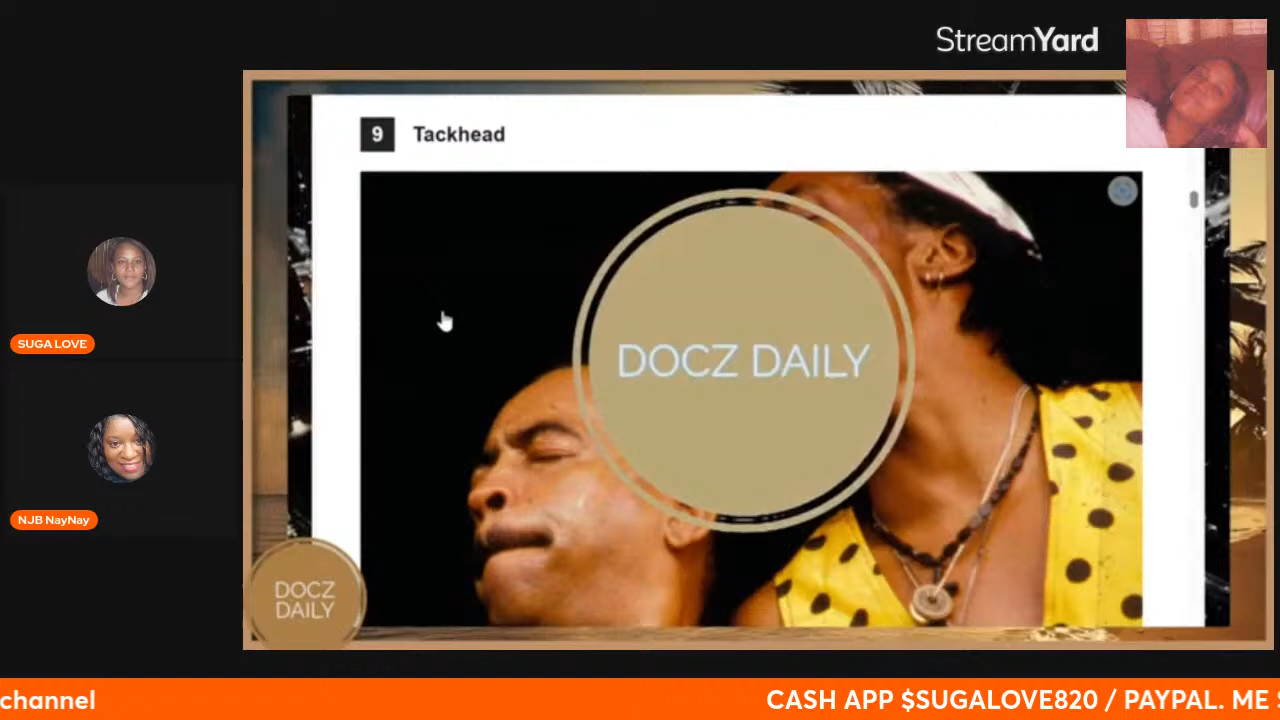 StreamYard
9 Tackhead
DOCZ DAILY
SUGA LOVE
NJB NayNay
DOCZ
DAILY
channel
CASH APP $SUGALOVE820 / PAYPAL. ME